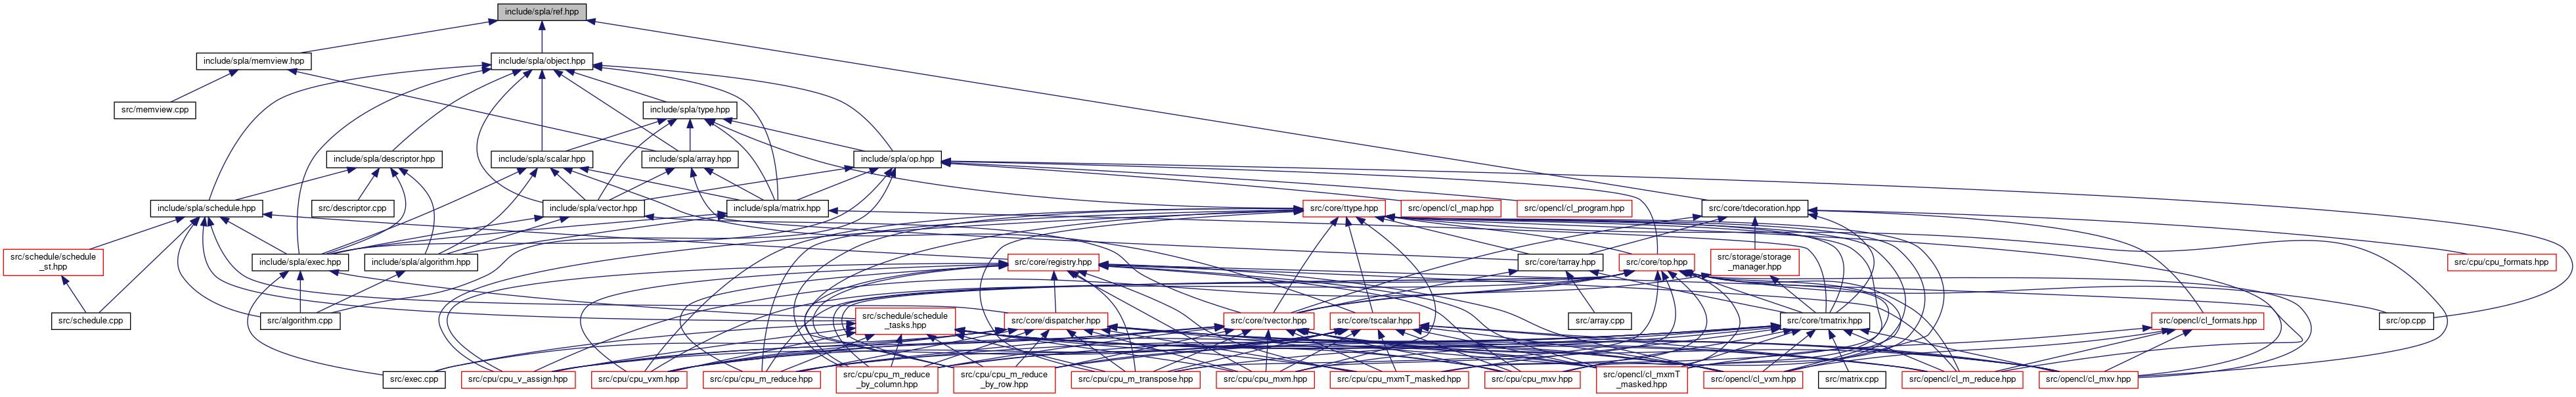 include/spla/ref.hpp
include/spla/memview.hpp
include/spla/object.hpp
src/memview.cpp
include/spla/type.hpp
include/spla/descriptor.hpp
include/spla/scalar.hpp
include/spla/array.hpp
include/spla/op.hpp
include/spla/schedule.hpp
src/descriptor.cpp
include/spla/vector.hpp
include/spla/matrix.hpp
src/core/ttype.hpp
src/opencl/cl_map.hpp
src/opencl/cl_program.hpp
src/core/tdecoration.hpp
src/schedule/schedule
_st.hpp
include/spla/exec.hpp
include/spla/algorithm.hpp
src/core/registry.hpp
src/core/tarray.hpp
src/core/top.hpp
src/storage/storage
_manager.hpp
src/cpu/cpu_formats.hpp
src/schedule.cpp
src/algorithm.cpp
src/schedule/schedule
_tasks.hpp
src/core/dispatcher.hpp
src/core/tvector.hpp
src/core/tscalar.hpp
src/array.cpp
src/core/tmatrix.hpp
src/opencl/cl_formats.hpp
src/op.cpp
src/exec.cpp
src/cpu/cpu_v_assign.hpp
src/cpu/cpu_vxm.hpp
src/cpu/cpu_m_reduce.hpp
src/cpu/cpu_m_reduce
_by_column.hpp
src/cpu/cpu_m_reduce
_by_row.hpp
src/cpu/cpu_m_transpose.hpp
src/cpu/cpu_mxm.hpp
src/cpu/cpu_mxmT_masked.hpp
src/cpu/cpu_mxv.hpp
src/opencl/cl_mxmT
_masked.hpp
src/opencl/cl_vxm.hpp
src/matrix.cpp
src/opencl/cl_m_reduce.hpp
src/opencl/cl_mxv.hpp